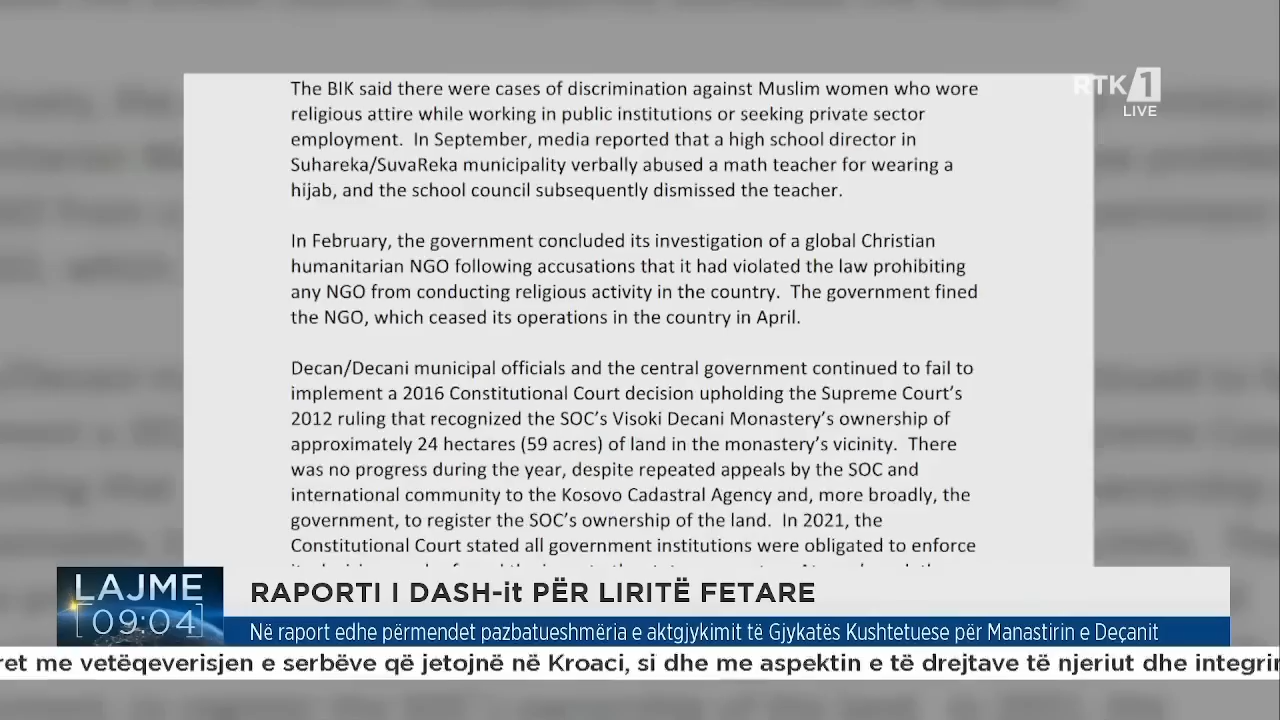 The BIK said there were cases of discrimination against Muslim women who wore
religious attire while working in public institutions or seeking private sector
employment. In September, media reported that a high school director in
Suhareka/SuvaReka municipality verbally abused a math teacher for wearing a
hijab, and the school council subsequently dismissed the teacher.
In February, the government concluded its investigation of a global Christian
humanitarian NGO following accusations that it had violated the law prohibiting
any NGO from conducting religious activity in the country. The government fined
the NGO, which ceased its operations in the country in April.
Decan/Decani municipal officials and the central government continued to fail to
implement a 2016 Constitutional Court decision upholding the Supreme Court's
2012 ruling that recognized the SOC's Visoki Decani Monastery's ownership of
approximately 24 hectares (59 acres) of land in the monastery's vicinity. There
was no progress during the year, despite repeated appeals by the SOC and
international community to the Kosovo Cadastral Agency and, more broadly, the
government, to register the SOC's ownership of the land. In 2021, the
Constitutional Court stated all government institutions were obligated to enforce
RTK 1
LIVE
LAJME
09:04
RAPORTI I DASH-it PËR LIRITË FETARE
Në raport edhe përmendet pazbatueshmëria e aktgjykimit të Gjykatës Kushtetuese për Manastirin e Deçanit
ret me vetëqeverisjen e serbëve që jetojnë në Kroaci, si dhe me aspektin e të drejtave të njeriut dhe integrim